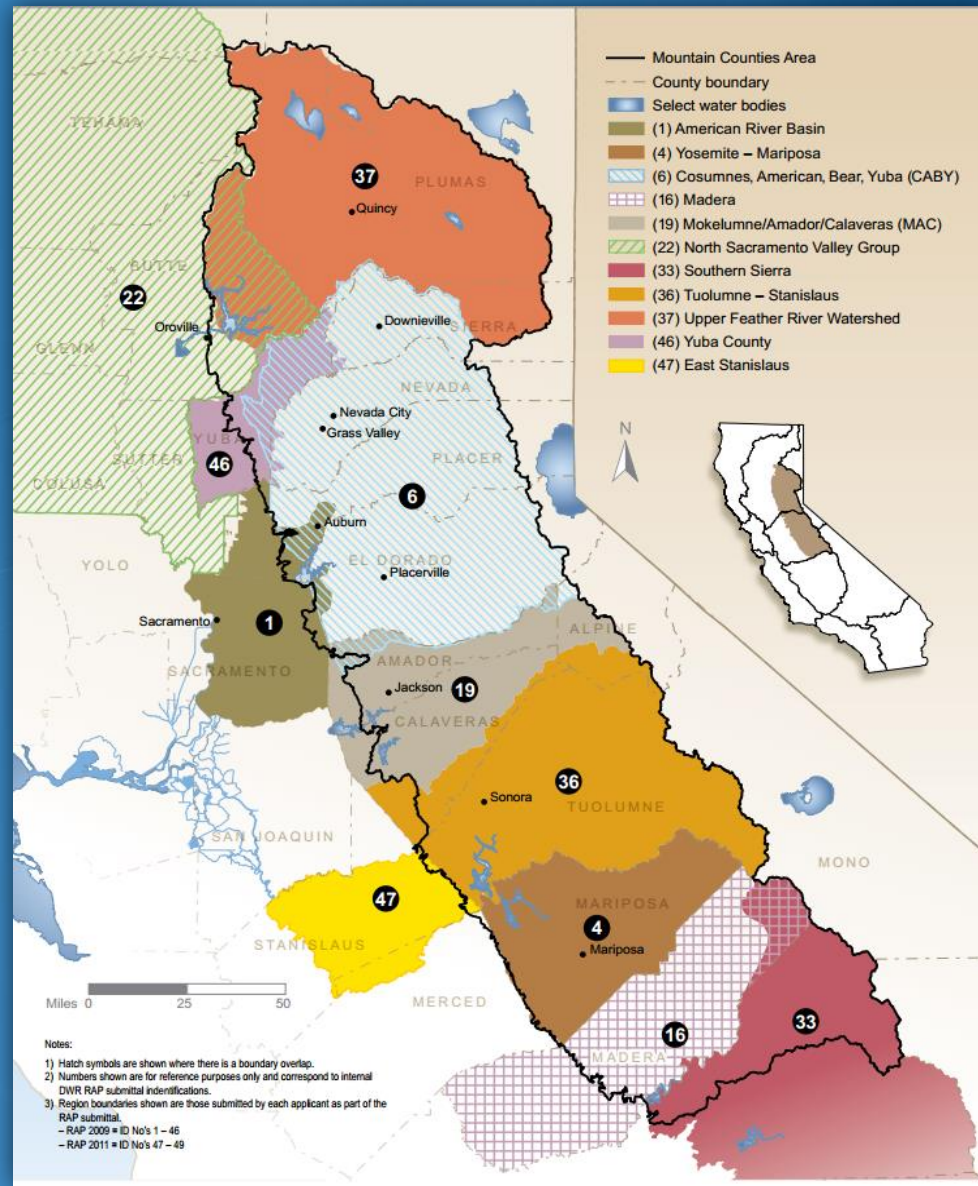 Mountain Counties Area
County boundary
Select water bodies
(1) American River Basin
(4) Yosemite – Mariposa
(6) Cosumnes, American, Bear, Yuba (CABY)
(16) Madera
(19) Mokelumne/Amador/Calaveras (MAC)
(22) North Sacramento Valley Group
(33) Southern Sierra
(36) Tuolumne – Stanislaus
(37) Upper Feather River Watershed
(46) Yuba County
(47) East Stanislaus
TEHAMA
37
PLUMAS
Quincy
BUTTE
22
Oroville
Downieville
SIERRA
GLENN
NEVADA
Nevada City
Grass Valley
N
YUBA
PLACER
SUTTER
46
COLUSA
6
Auburn
YOLO
EL DORADO
Placerville
Sacramento
1
ALPINE
AMADOR
SACRAMENTO
Jackson
19
CALAVERAS
36
Sonora
TUOLUMNE
SAN JOAQUIN
MONO
47
MARIPOSA
4
STANISLAUS
Mariposa
Miles 0 25 50
MERCED
33
16
MADERA
Notes:
1) Hatch symbols are shown where there is a boundary overlap.
2) Numbers shown are for reference purposes only and correspond to internal
DWR RAP submittal indentifications.
3) Region boundaries shown are those submitted by each applicant as part of the
RAP submittal.
– RAP 2009 = ID No's 1 – 46
– RAP 2011 = ID No's 47 – 49